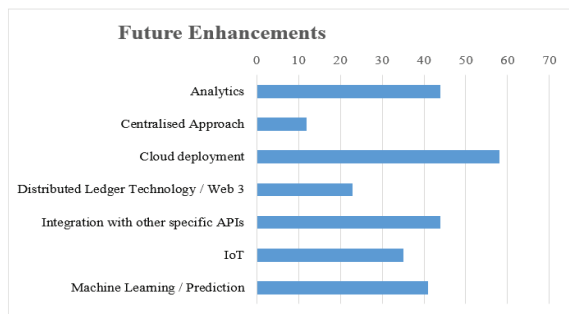 Future Enhancements
0 10 20 30 40 50 60 70
Analytics
Centralised Approach
Cloud deployment
Distributed Ledger Technology / Web 3
Integration with other specific APIs
IoT
Machine Learning / Prediction